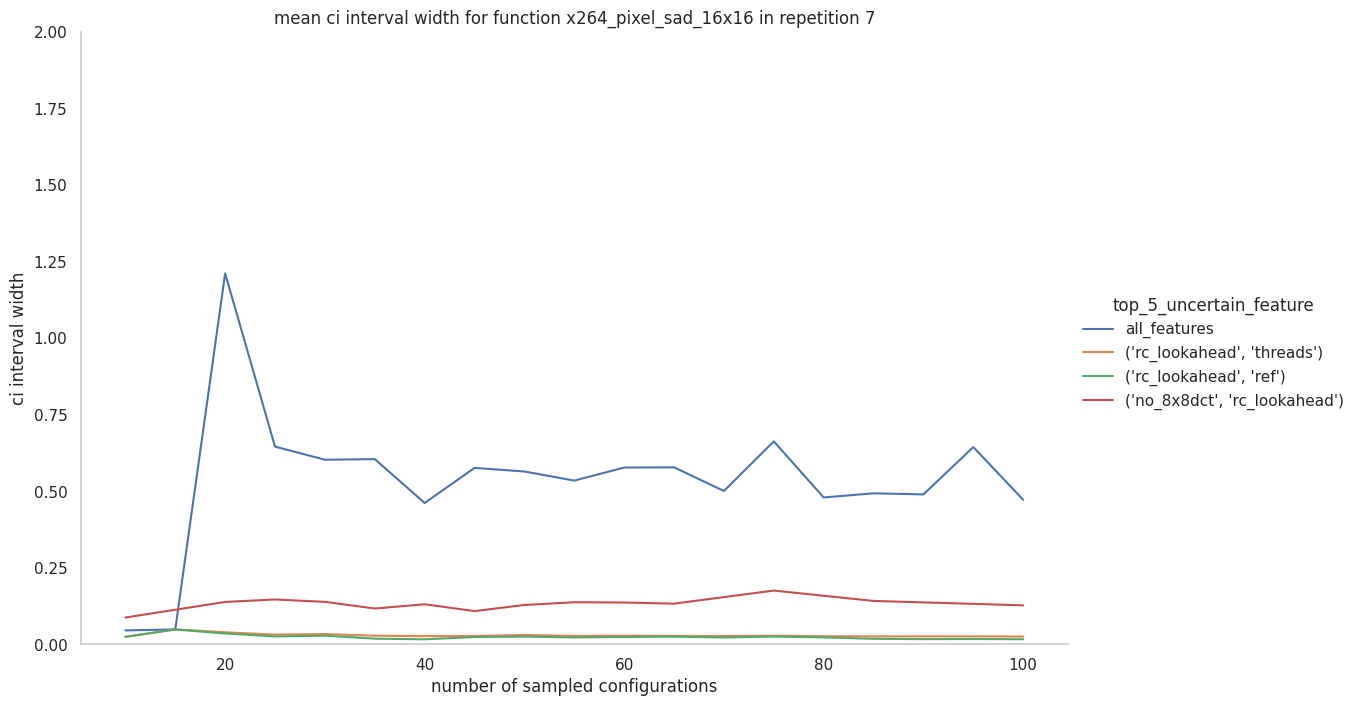 mean ci interval width for function x264_pixel_sad_16x16 in repetition 7
2.00
1.75
1.50
1.25
1.00
0.75
0.50
0.25
0.00
ci interval width
20
40
60
80
100
number of sampled configurations
top_5_uncertain_feature
all_features
('rc_lookahead', 'threads')
('rc_lookahead', 'ref')
('no_8x8dct', 'rc_lookahead')